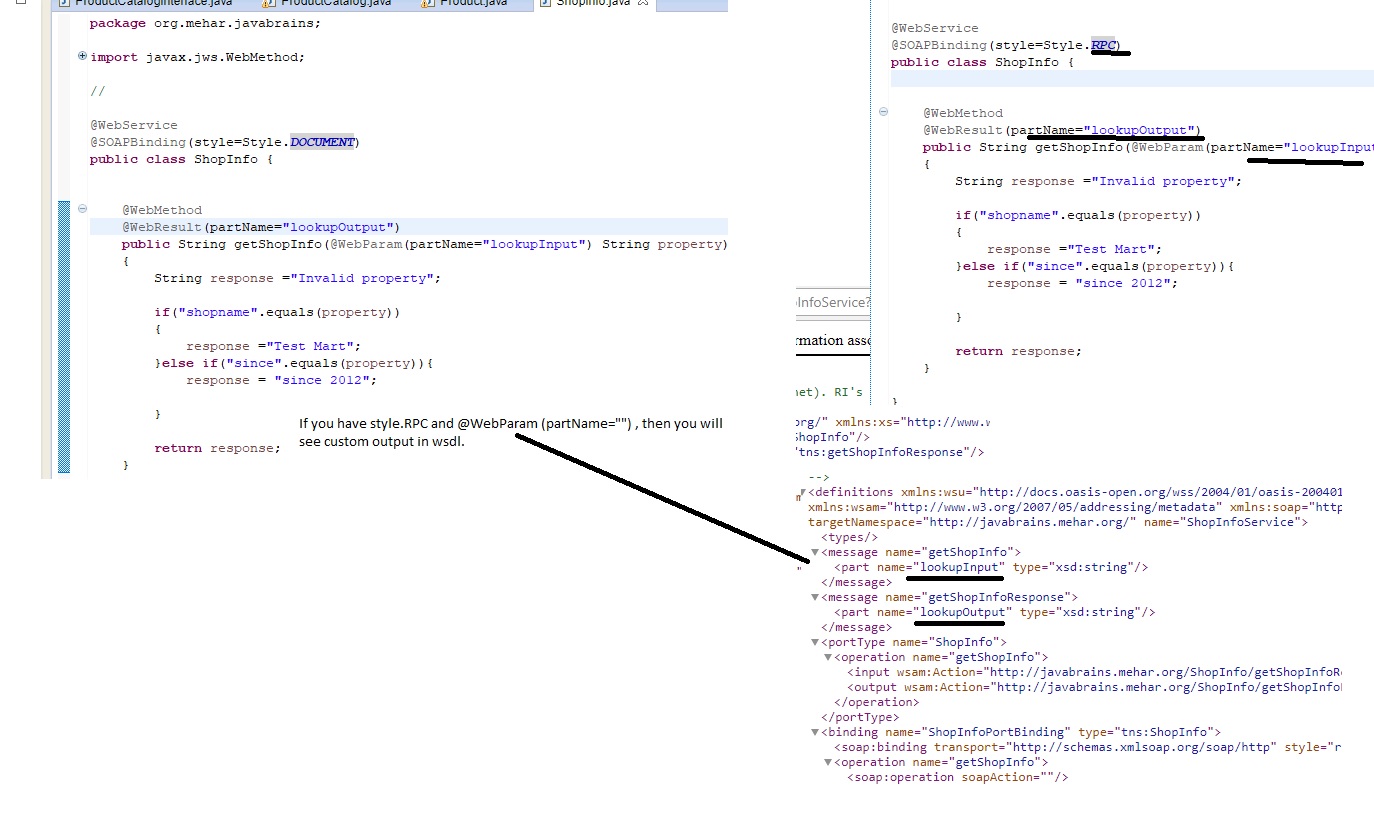 ProductCatalogInterface.java ProductCatalog.java Product.java ShopInfo.java
package org.mehar.javabrains;
import javax.jws.WebMethod;
//
@WebService
@SOAPBinding(style=Style.DOCUMENT)
public class ShopInfo {
@WebMethod
@WebResult(partName="lookupOutput")
public String getShopInfo(@WebParam(partName="lookupInput") String property)
{
String response ="Invalid property";
if("shopname".equals(property))
{
response ="Test Mart";
}else if("since".equals(property)){
response = "since 2012";
}
return response;
}
If you have style.RPC and @WebParam (partName="") , then you will
see custom output in wsdl.
@WebService
@SOAPBinding(style=Style.RPC)
public class ShopInfo {
@WebMethod
@WebResult(partName="lookupOutput")
public String getShopInfo(@WebParam(partName="lookupInput
{
String response ="Invalid property";
if("shopname".equals(property))
{
response ="Test Mart";
}else if("since".equals(property)){
response = "since 2012";
}
return response;
}
}
InfoService?
rmation asso
net). RI's
org/" xmlns:xs="http://www.w
ShopInfo"/>
"tns:getShopInfoResponse"/>
-->
<definitions xmlns:wsu="http://docs.oasis-open.org/wss/2004/01/oasis-200401
xmlns:wsam="http://www.w3.org/2007/05/addressing/metadata" xmlns:soap="http
targetNamespace="http://javabrains.mehar.org/" name="ShopInfoService">
<types/>
<message name="getShopInfo">
<part name="lookupInput" type="xsd:string"/>
</message>
<message name="getShopInfoResponse">
<part name="lookupOutput" type="xsd:string"/>
</message>
<portType name="ShopInfo">
<operation name="getShopInfo">
<input wsam:Action="http://javabrains.mehar.org/ShopInfo/getShopInfoR
<output wsam:Action="http://javabrains.mehar.org/ShopInfo/getShopInfo
</operation>
</portType>
<binding name="ShopInfoPortBinding" type="tns:ShopInfo">
<soap:binding transport="http://schemas.xmlsoap.org/soap/http" style="r
<operation name="getShopInfo">
<soap:operation soapAction=""/>